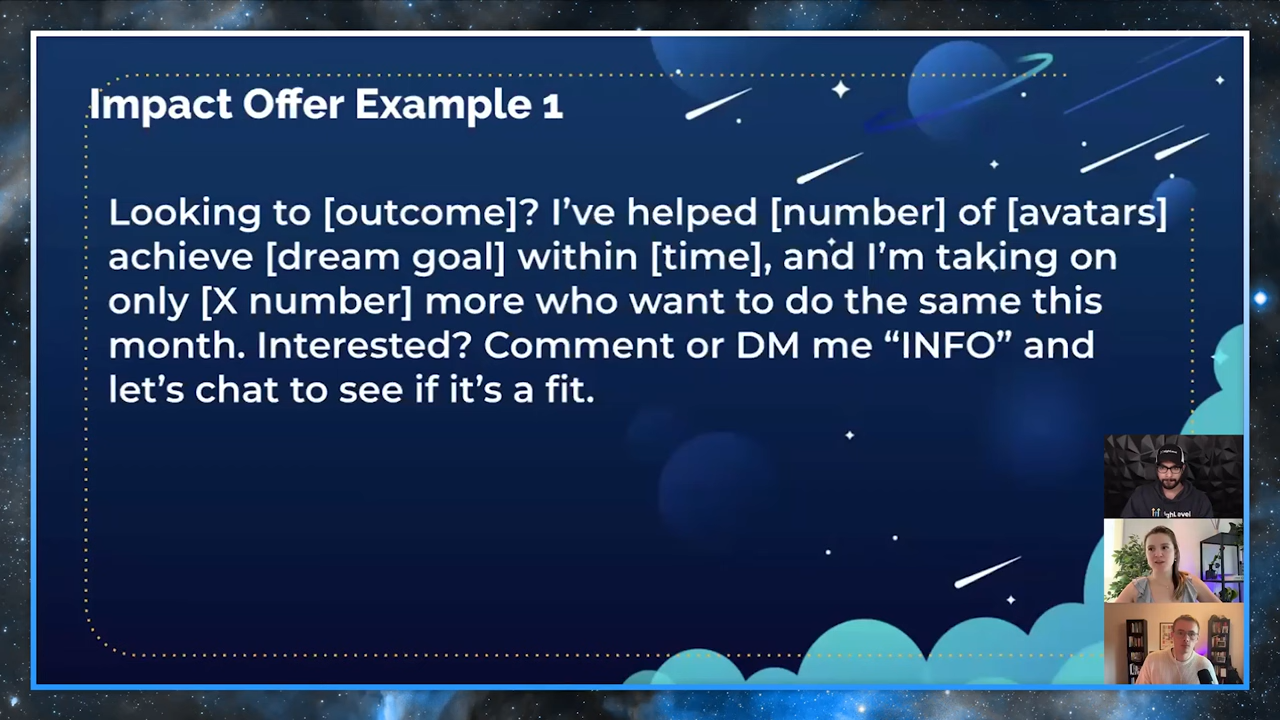 Impact Offer Example 1
Looking to [outcome]? I’ve helped [number] of [avatars]
achieve [dream goal] within [time], and I’m taking on
only [X number] more who want to do the same this
month. Interested? Comment or DM me “INFO” and
let’s chat to see if it’s a fit.